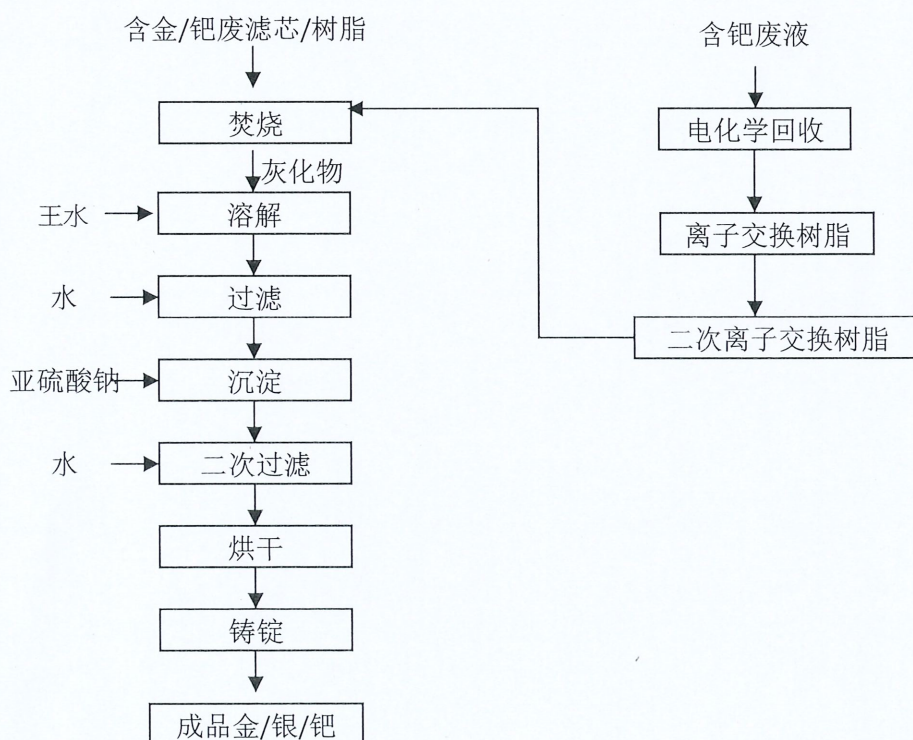 含金/钯废滤芯/树脂
焚烧
灰化物
王水
溶解
水
过滤
亚硫酸钠
沉淀
水
二次过滤
烘干
铸锭
成品金/银/钯
含钯废液
电化学回收
离子交换树脂
二次离子交换树脂